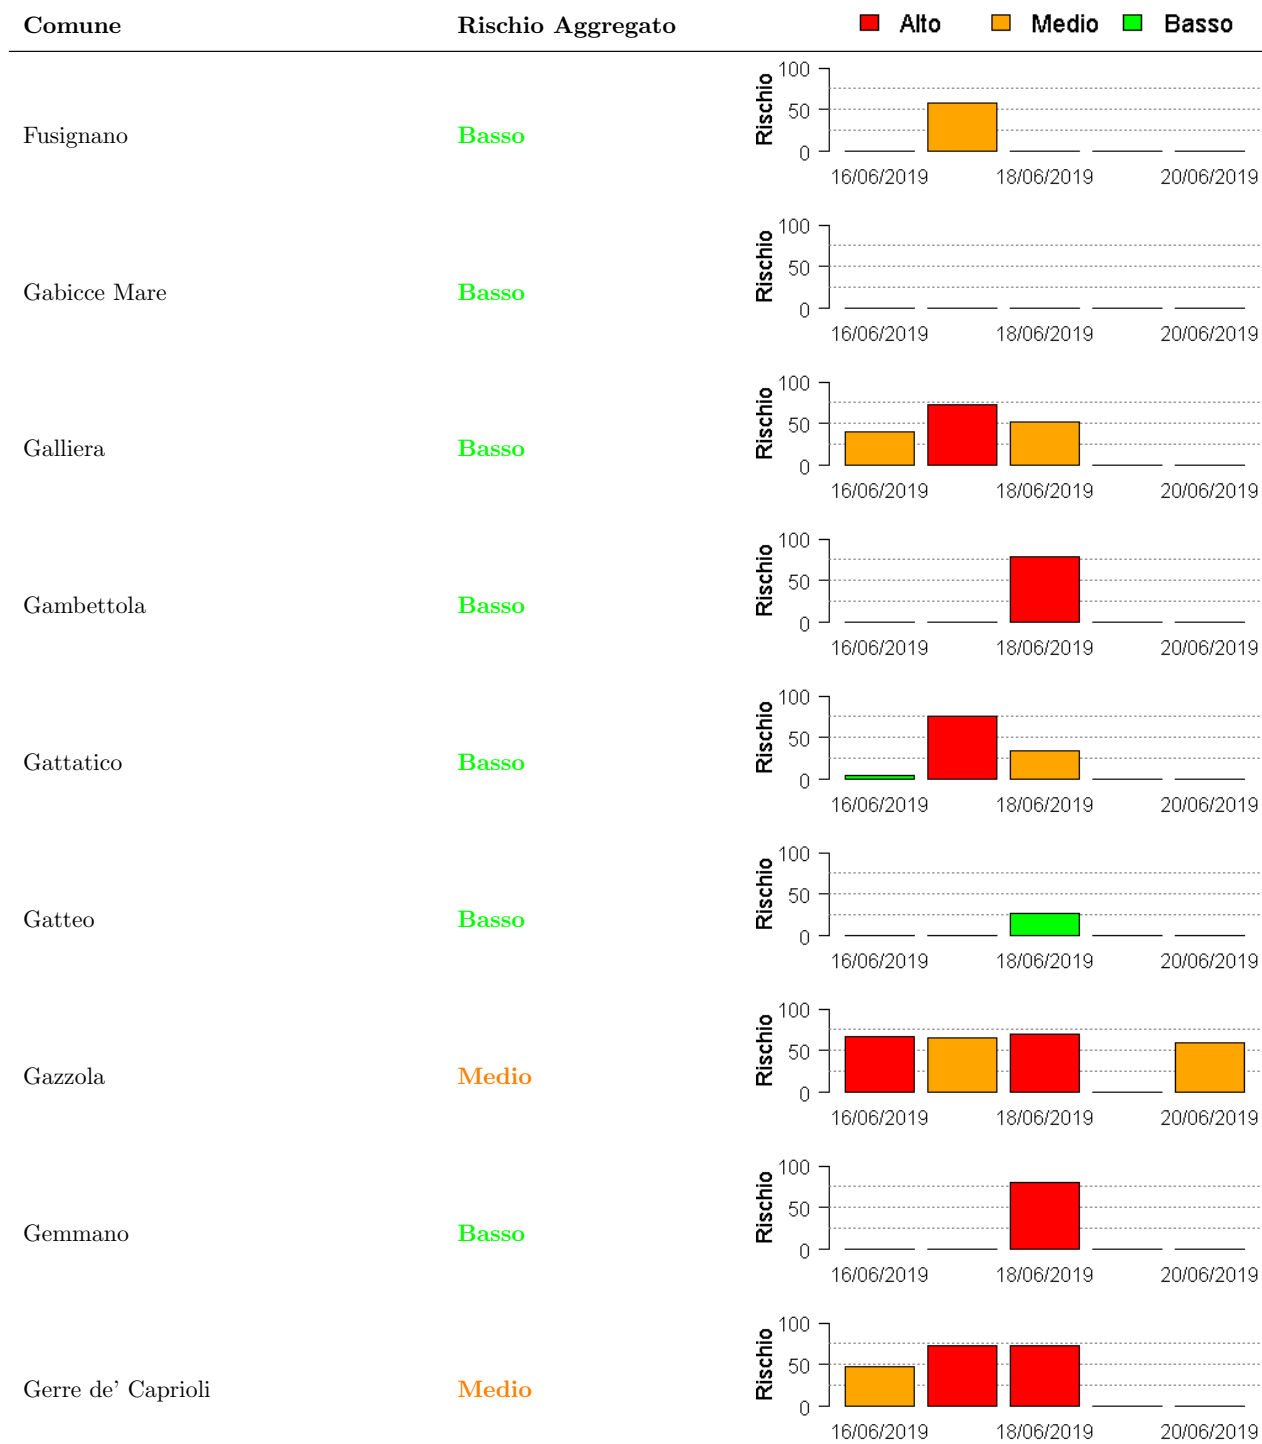 Comune Rischio Aggregato Alto Medio Basso
Fusignano Basso Rischio 0 50 100
16/06/2019 18/06/2019 20/06/2019
Gabicce Mare Basso Rischio 0 50 100
16/06/2019 18/06/2019 20/06/2019
Galliera Basso Rischio 0 50 100
16/06/2019 18/06/2019 20/06/2019
Gambettola Basso Rischio 0 50 100
16/06/2019 18/06/2019 20/06/2019
Gattatico Basso Rischio 0 50 100
16/06/2019 18/06/2019 20/06/2019
Gatteo Basso Rischio 0 50 100
16/06/2019 18/06/2019 20/06/2019
Gazzola Medio Rischio 0 50 100
16/06/2019 18/06/2019 20/06/2019
Gemmano Basso Rischio 0 50 100
16/06/2019 18/06/2019 20/06/2019
Gerre de' Caprioli Medio Rischio 0 50 100
16/06/2019 18/06/2019 20/06/2019